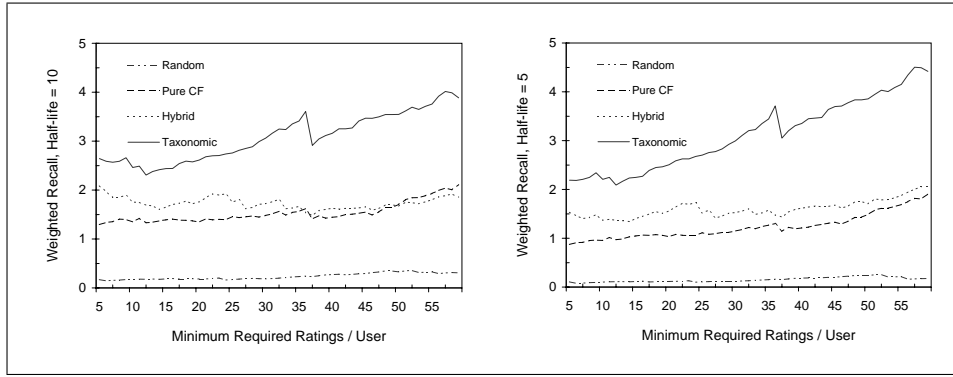 Weighted Recall, Half-life = 10
5
4
3
2
1
0
Random
Pure CF
Hybrid
Taxonomic
5 10 15 20 25 30 35 40 45 50 55
Minimum Required Ratings / User
Weighted Recall, Half-life = 5
5
4
3
2
1
0
Random
Pure CF
Hybrid
Taxonomic
5 10 15 20 25 30 35 40 45 50 55
Minimum Required Ratings / User